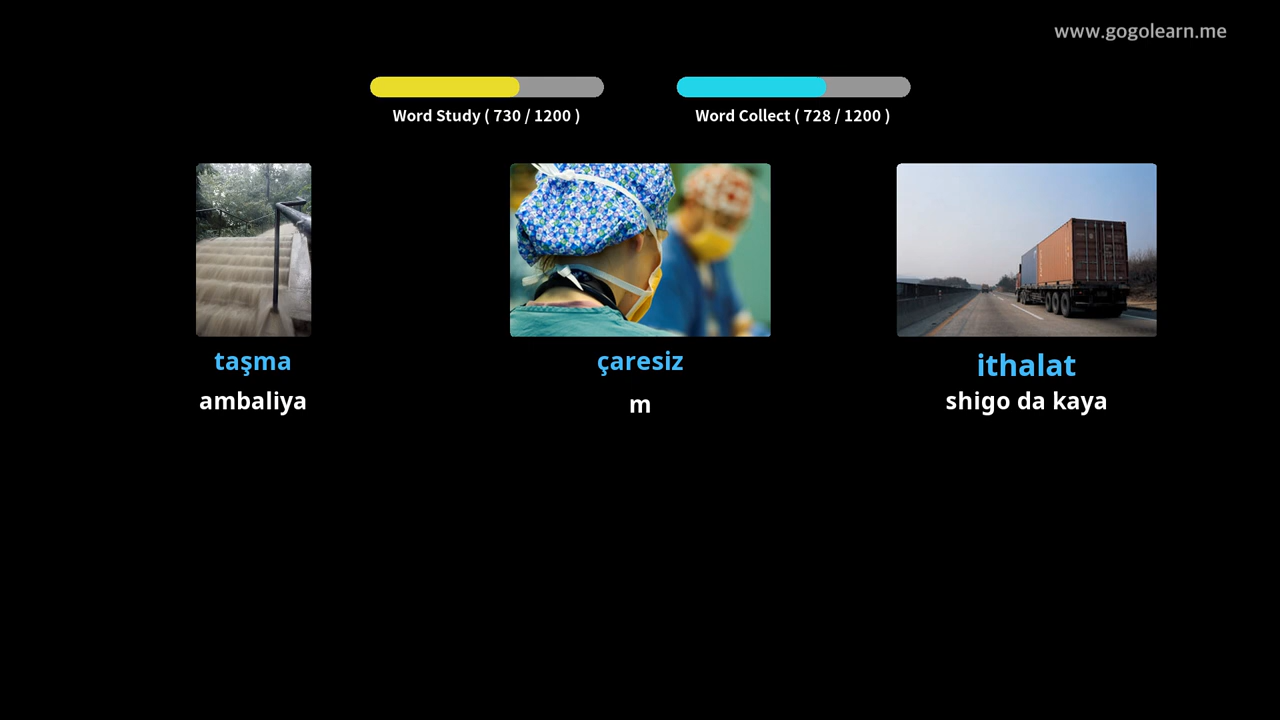 www.gogolearn.me
Word Study ( 730 / 1200 )
Word Collect ( 728 / 1200 )
taşma
çaresiz
ithalat
ambaliya
m
shigo da kaya